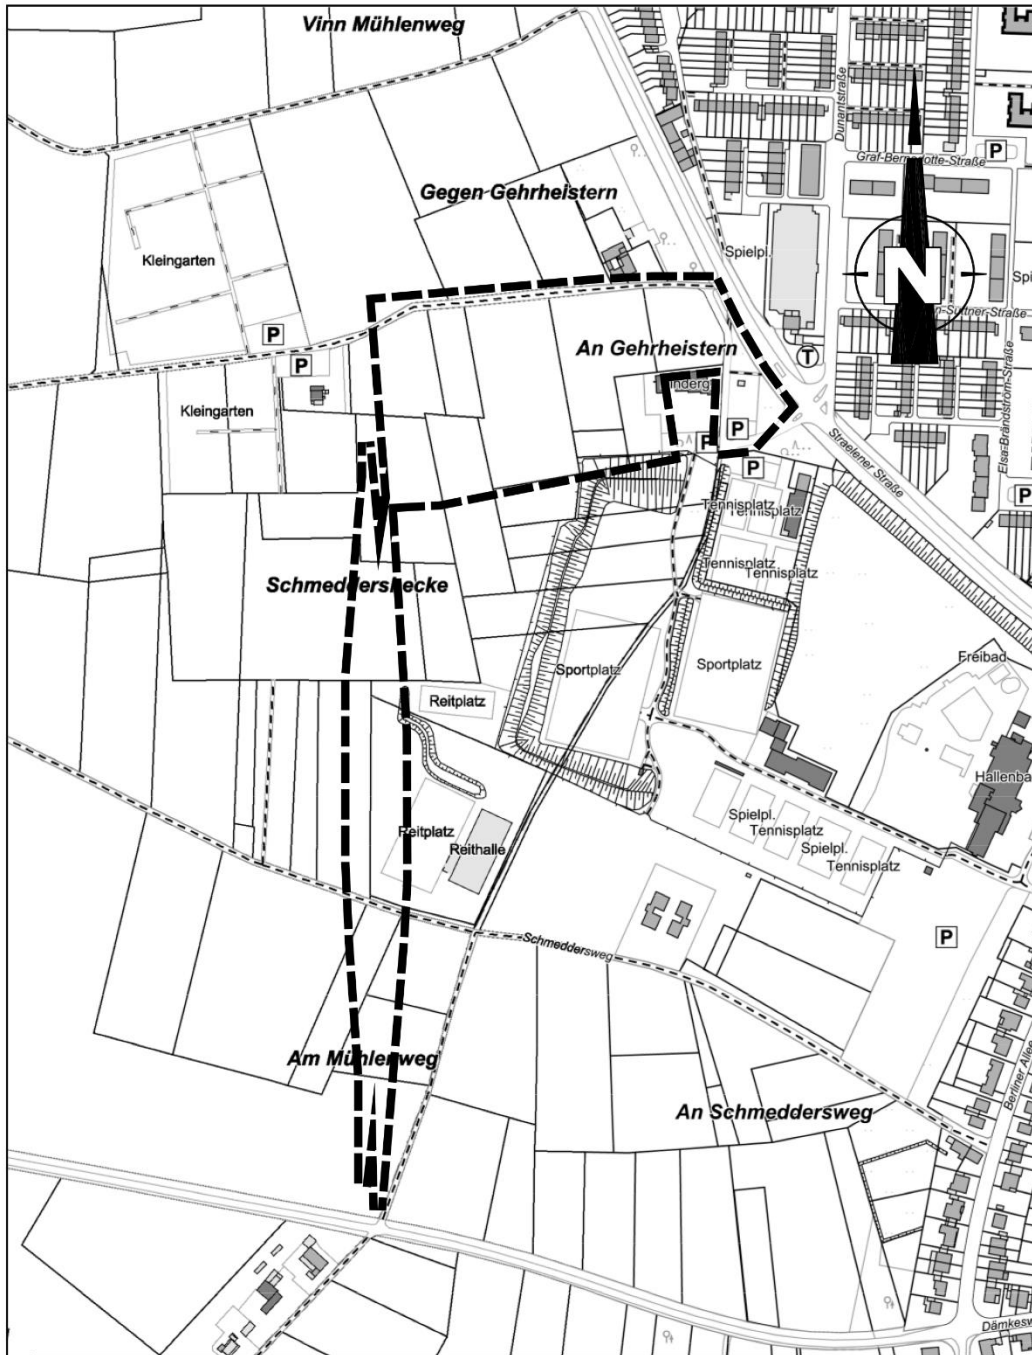 Vinn Mühlenweg
Dunantstraße
P
Graf-Bernadotte-Straße
Gegen Gehrheistern
Kleingarten
Spielpl.
N
P
An Gehrheistern
P
T
Kleingarten
Elsa-Brändström-Straße
P
P
P
Straelener Straße
P
Tennisplatz
Tennisplatz
Tennisplatz
Tennisplatz
Schmeddershecke
Freibad
Sportplatz
Sportplatz
Reitplatz
Reitplatz
Reithalle
Spielpl.
Tennisplatz
Spielpl.
Tennisplatz
Schmeddersweg
P
Am Mühlenweg
An Schmeddersweg
Berliner Allee